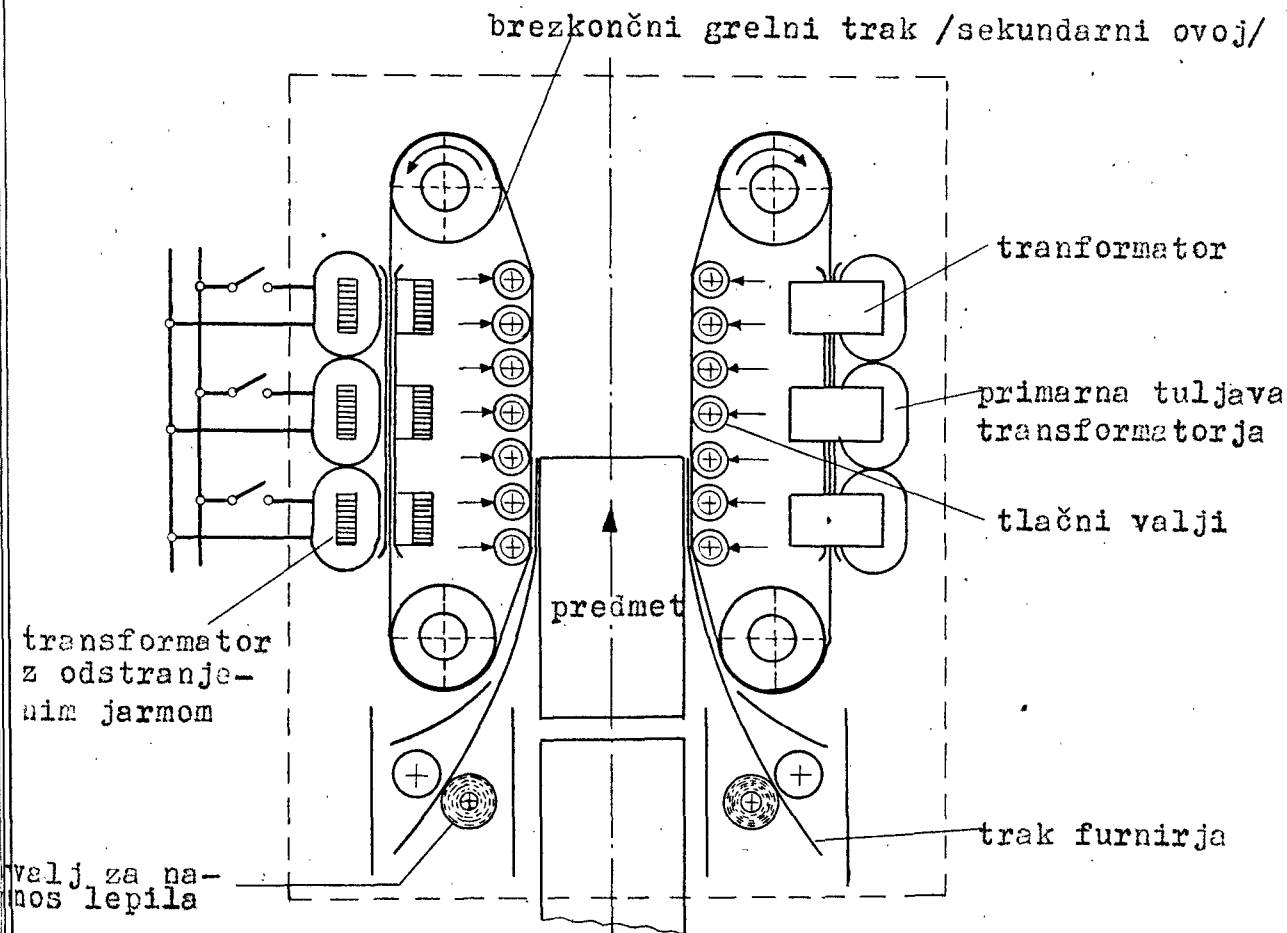 brezkončni grelni trak /sekundarni ovoj/
tranformator
primarna tuljava
transformatorja
tlačni valji
predmet
transformator
z odstranje-
nim jarmom
trak furnirja
valj za na-
nos lepila